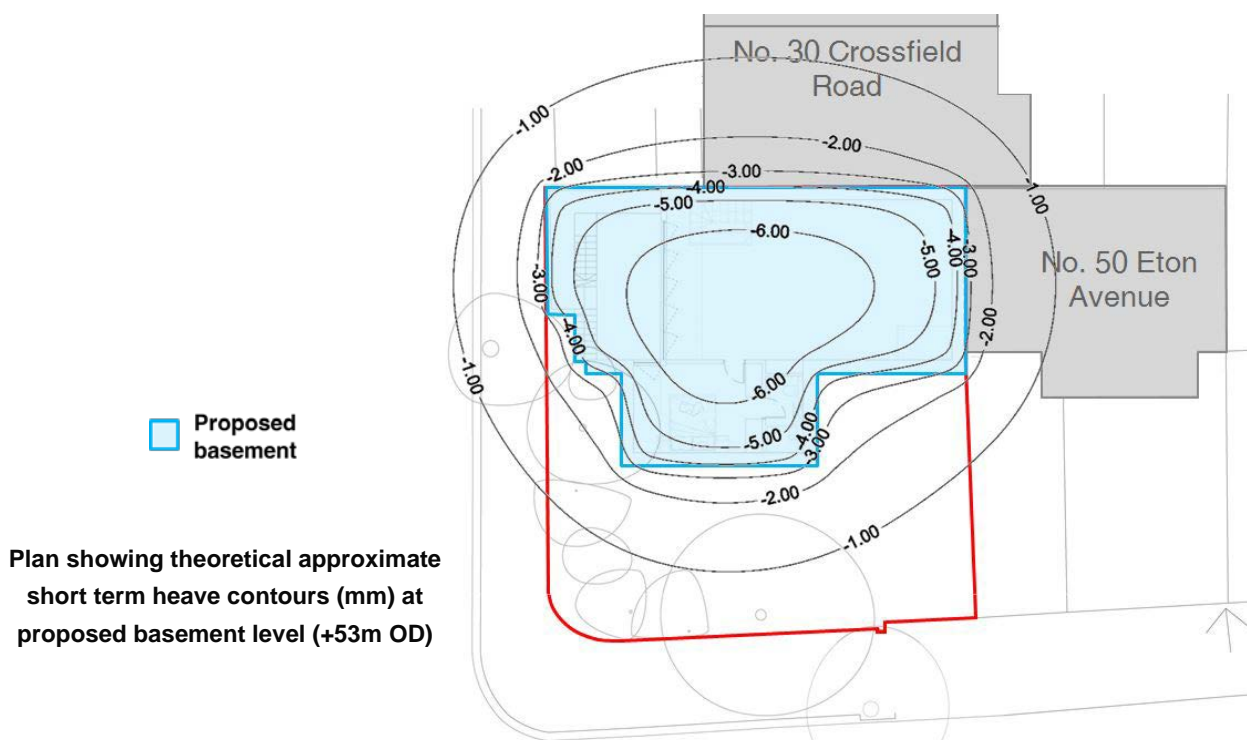 No. 30 Crossfield
Road
-1.00
-2.00
-2.00
-3.00
-4.00
-1.00
-5.00
-6.00
-5.00
-4.00
-3.00
No. 50 Eton
Avenue
-3.00
-2.00
-4.00
-1.00
-6.00
Proposed
basement
-5.00
-4.00
-3.00
-2.00
-1.00
Plan showing theoretical approximate
short term heave contours (mm) at
proposed basement level (+53m OD)